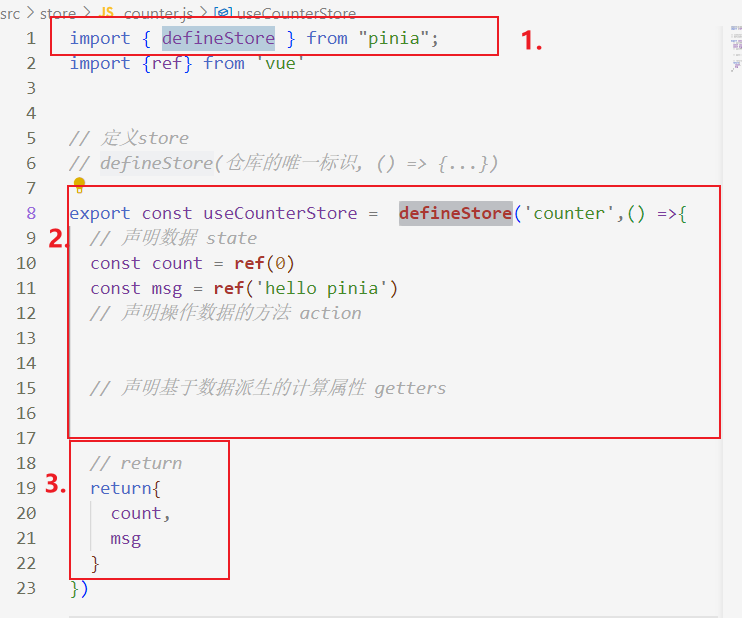 src > store > JS counter.js > useCounterStore
1 import { defineStore } from "pinia"; 1.
2 import {ref} from 'vue'
3
4
5 // 定义store
6 // defineStore(仓库的唯一标识, () => {...})
7
8 export const useCounterStore =  defineStore('counter',() =>{
2.
9 // 声明数据 state
10 const count = ref(0)
11 const msg = ref('hello pinia')
12 // 声明操作数据的方法 action
13
14
15 // 声明基于数据派生的计算属性 getters
16
17
18 // return
3.
19 return{
20 count,
21 msg
22 }
23 })